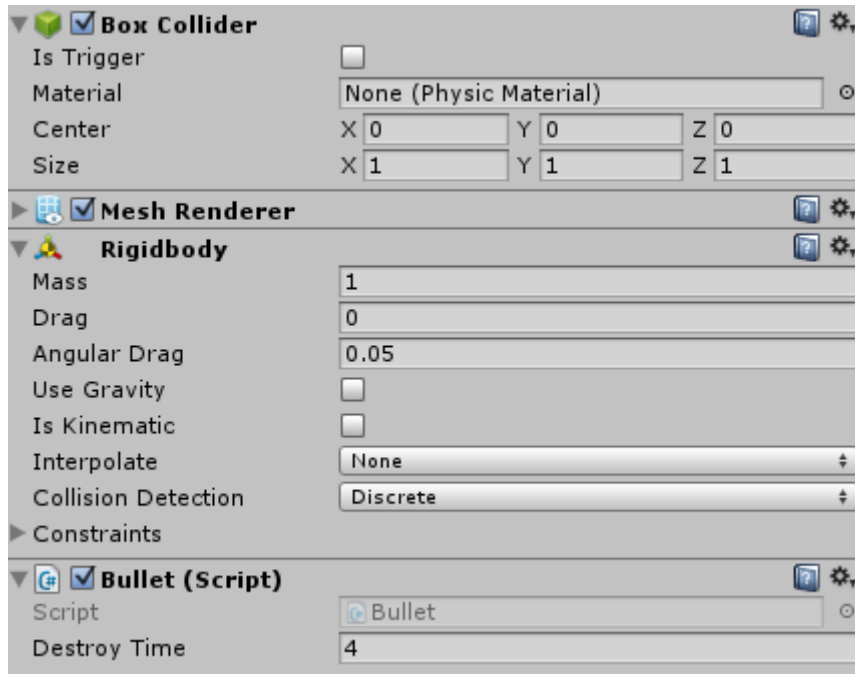 Box Collider
Is Trigger
Material None (Physic Material)
Center X 0 Y 0 Z 0
Size X 1 Y 1 Z 1
Mesh Renderer
Rigidbody
Mass 1
Drag 0
Angular Drag 0.05
Use Gravity
Is Kinematic
Interpolate None
Collision Detection Discrete
Constraints
Bullet (Script)
Script Bullet
Destroy Time 4